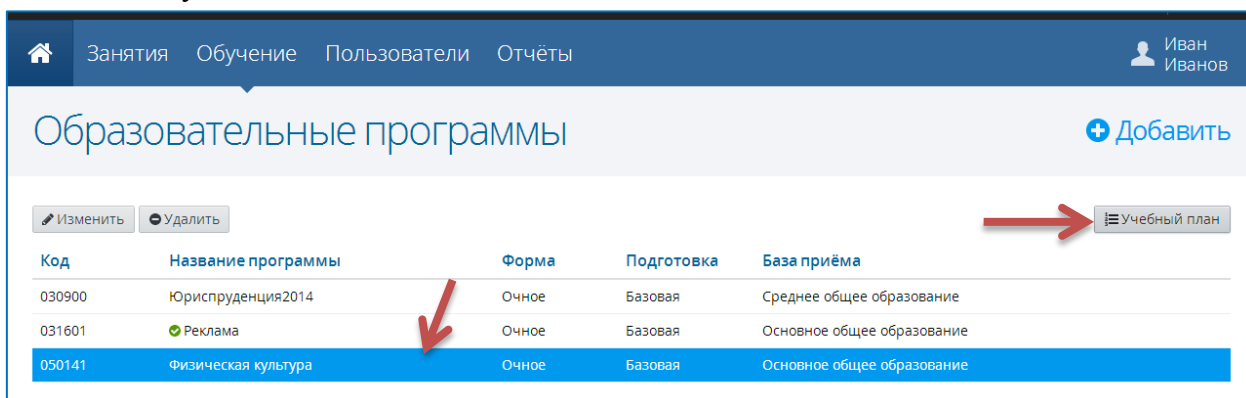 Занятия Обучение Пользователи Отчёты Иван
Иванов
Образовательные программы Добавить
Изменить Удалить Учебный план
Код Название программы Форма Подготовка База приёма
030900 Юриспруденция2014 Очное Базовая Среднее общее образование
031601 Реклама Очное Базовая Основное общее образование
050141 Физическая культура Очное Базовая Основное общее образование